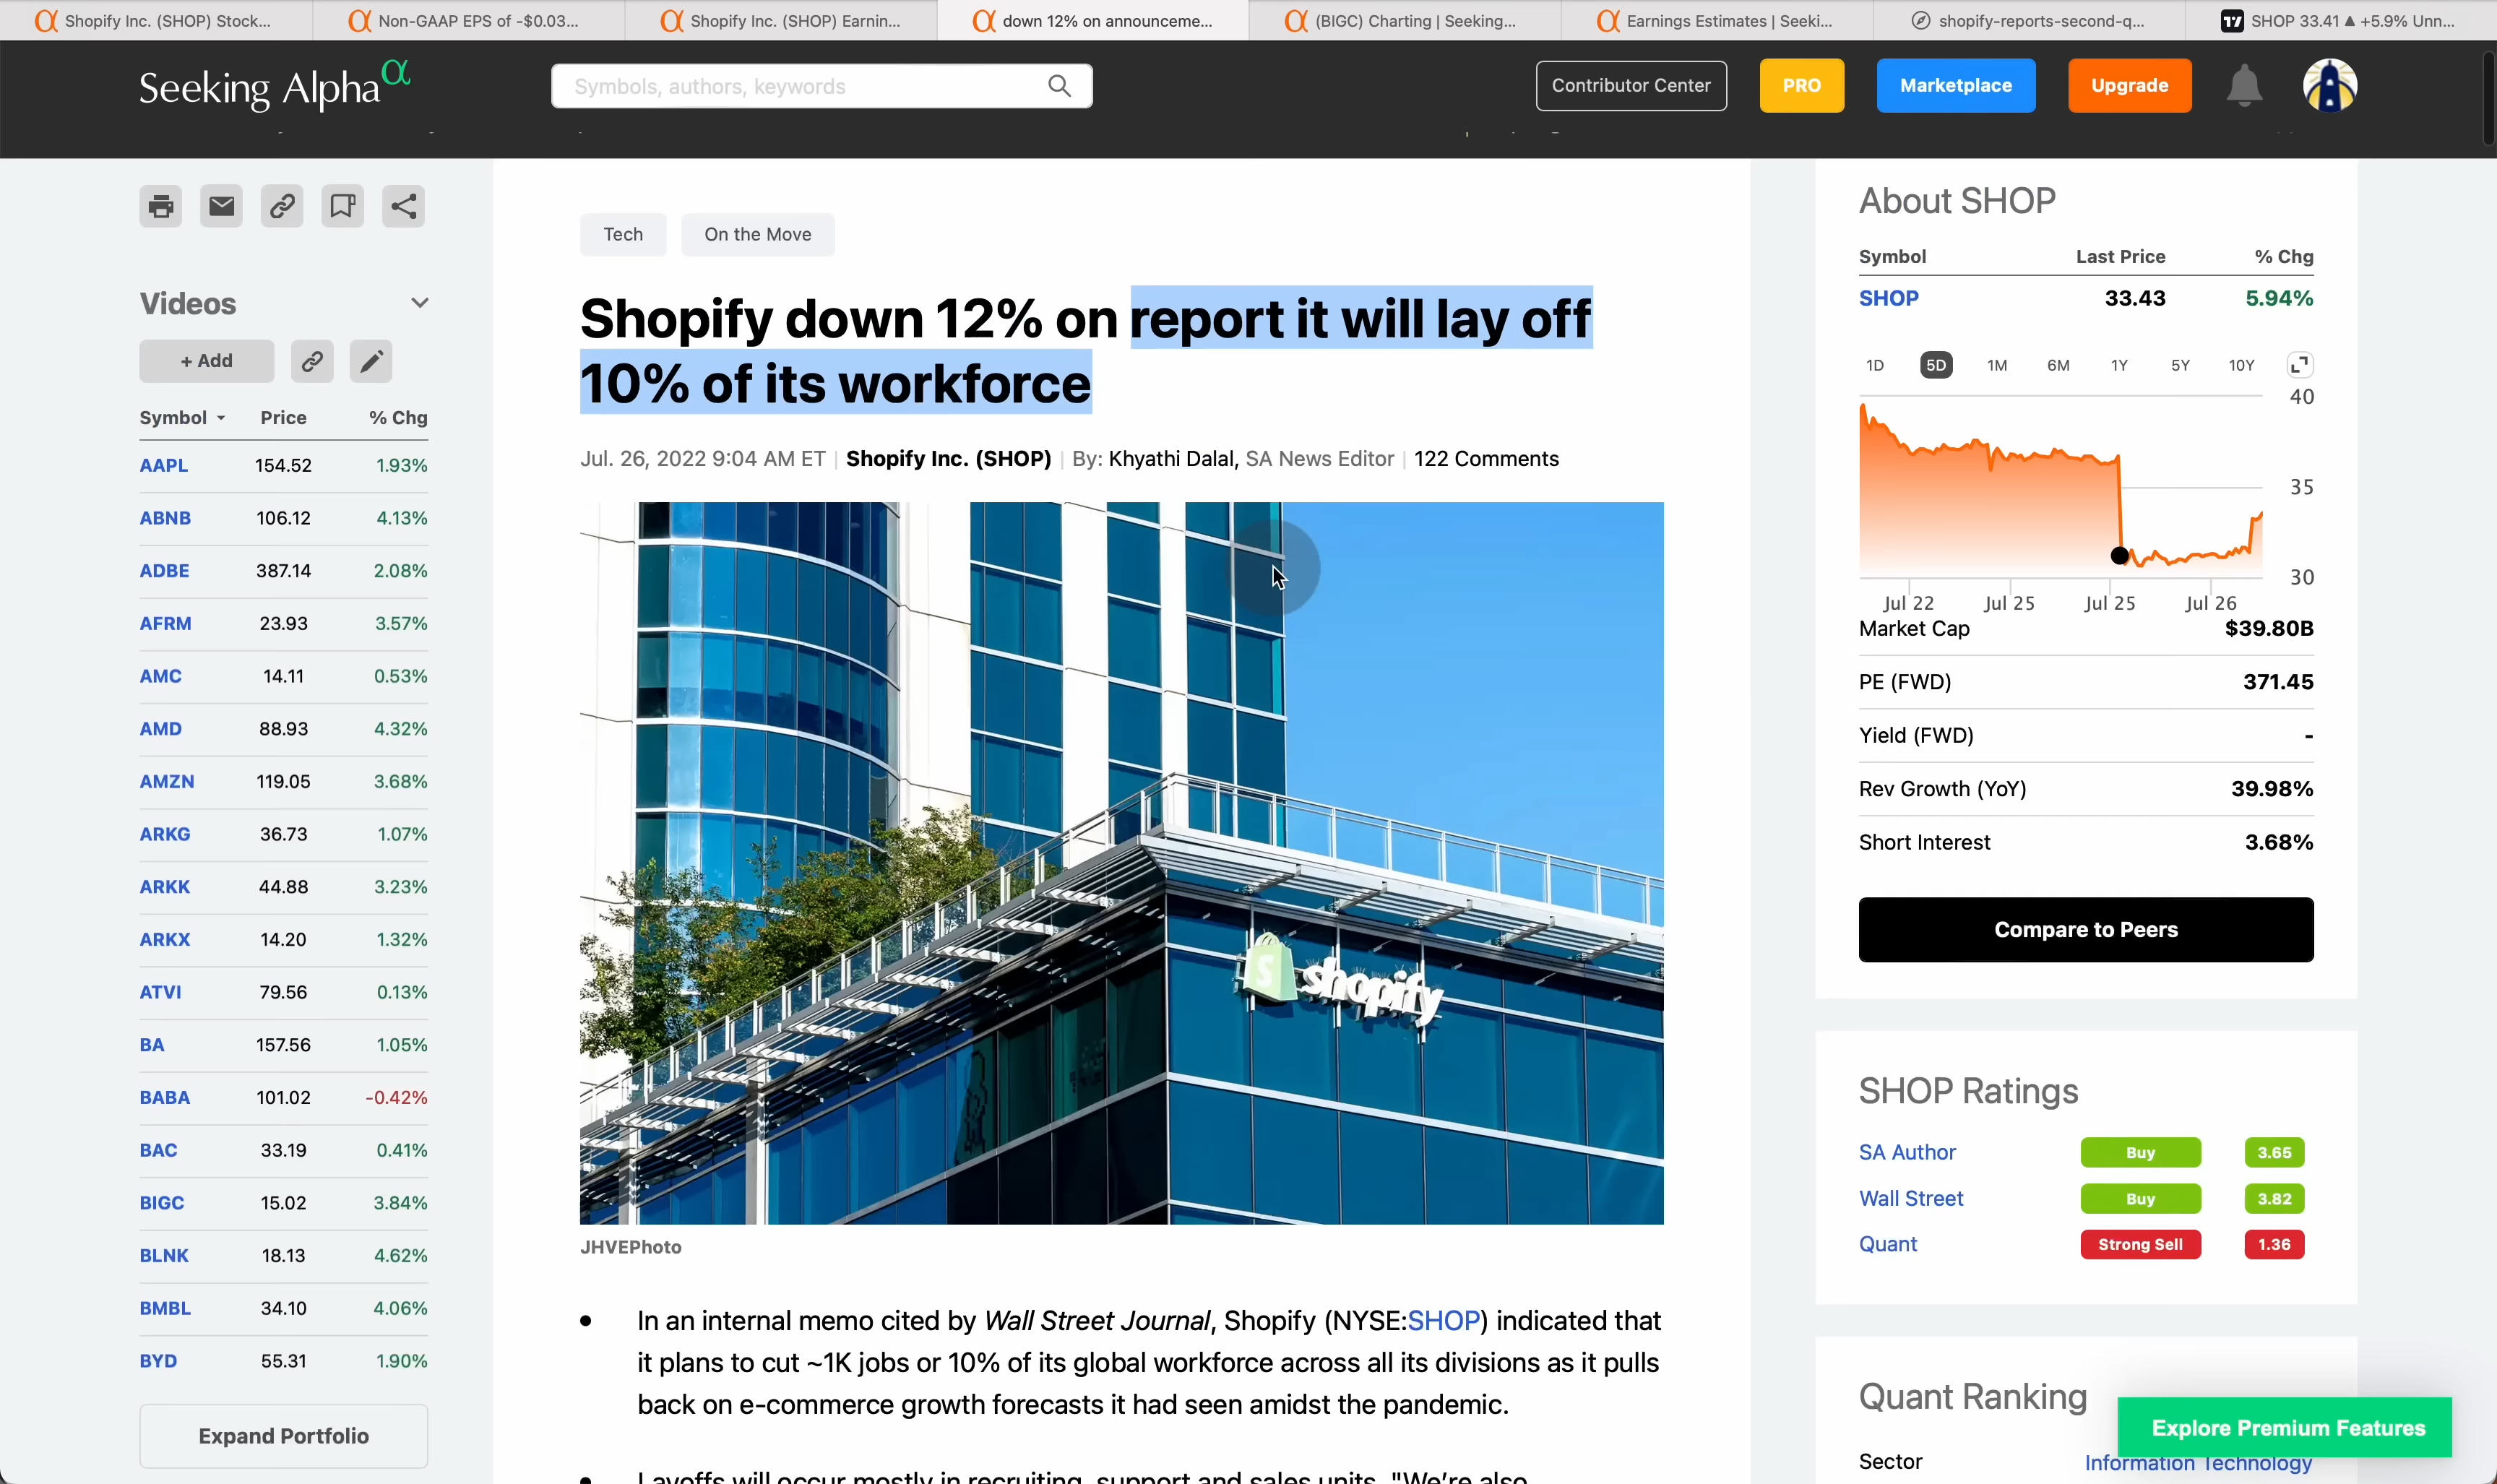 Shopify Inc. (SHOP) Stock...
Non-GAAP EPS of -$0.03...
Shopify Inc. (SHOP) Earnin...
down 12% on announceme...
(BIGC) Charting | Seeking...
Earnings Estimates | Seeki...
shopify-reports-second-q...
SHOP 33.41 ▲ +5.9% Unn...
Seeking Alpha α
Symbols, authors, keywords
Contributor Center
PRO
Marketplace
Upgrade
Videos
+ Add
Symbol Price % Chg
AAPL 154.52 1.93%
ABNB 106.12 4.13%
ADBE 387.14 2.08%
AFRM 23.93 3.57%
AMC 14.11 0.53%
AMD 88.93 4.32%
AMZN 119.05 3.68%
ARKG 36.73 1.07%
ARKK 44.88 3.23%
ARKX 14.20 1.32%
ATVI 79.56 0.13%
BA 157.56 1.05%
BABA 101.02 -0.42%
BAC 33.19 0.41%
BIGC 15.02 3.84%
BLNK 18.13 4.62%
BMBL 34.10 4.06%
BYD 55.31 1.90%
Expand Portfolio
Tech On the Move
Shopify down 12% on report it will lay off
10% of its workforce
Jul. 26, 2022 9:04 AM ET | Shopify Inc. (SHOP) | By: Khyathi Dalal, SA News Editor | 122 Comments
shopify
JHVEPhoto
• In an internal memo cited by Wall Street Journal, Shopify (NYSE:SHOP) indicated that
it plans to cut ~1K jobs or 10% of its global workforce across all its divisions as it pulls
back on e-commerce growth forecasts it had seen amidst the pandemic.
• Layoffs will occur mostly in recruiting, support and sales units. "We're also
About SHOP
Symbol Last Price % Chg
SHOP 33.43 5.94%
1D 5D 1M 6M 1Y 5Y 10Y
40
35
30
Jul 22 Jul 25 Jul 25 Jul 26
Market Cap $39.80B
PE (FWD) 371.45
Yield (FWD) -
Rev Growth (YoY) 39.98%
Short Interest 3.68%
Compare to Peers
SHOP Ratings
SA Author Buy 3.65
Wall Street Buy 3.82
Quant Strong Sell 1.36
Quant Ranking
Explore Premium Features
Sector Information Technology